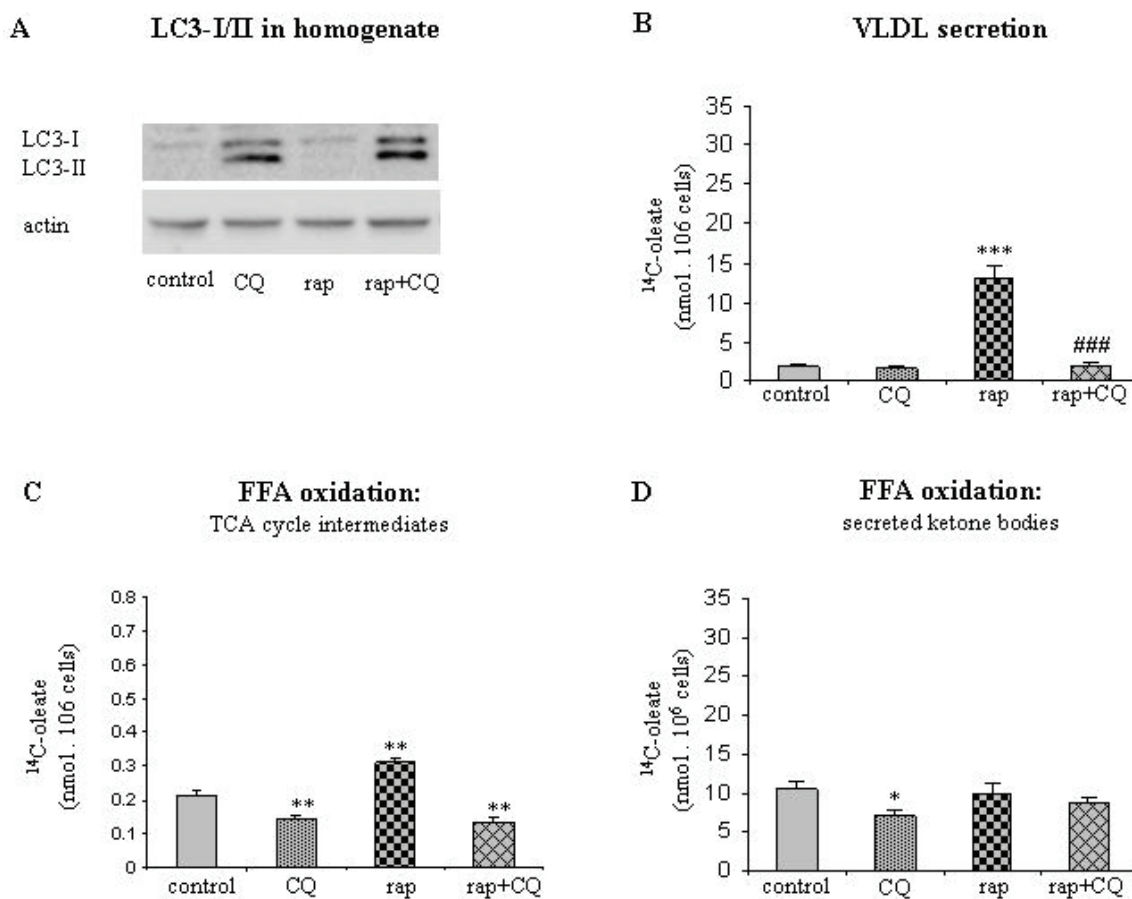 A
LC3-I/II in homogenate
LC3-I
LC3-II
actin
control CQ rap rap+CQ
B
VLDL secretion
¹⁴C-oleate
(nmol . 106 cells)
35
30
25
20
15
10
5
0
***
###
control CQ rap rap+CQ
C
FFA oxidation:
TCA cycle intermediates
¹⁴C-oleate
(nmol . 106 cells)
0.8
0.7
0.6
0.5
0.4
0.3
0.2
0.1
0
**
**
**
control CQ rap rap+CQ
D
FFA oxidation:
secreted ketone bodies
¹⁴C-oleate
(nmol . 10⁶ cells)
35
30
25
20
15
10
5
0
*
control CQ rap rap+CQ